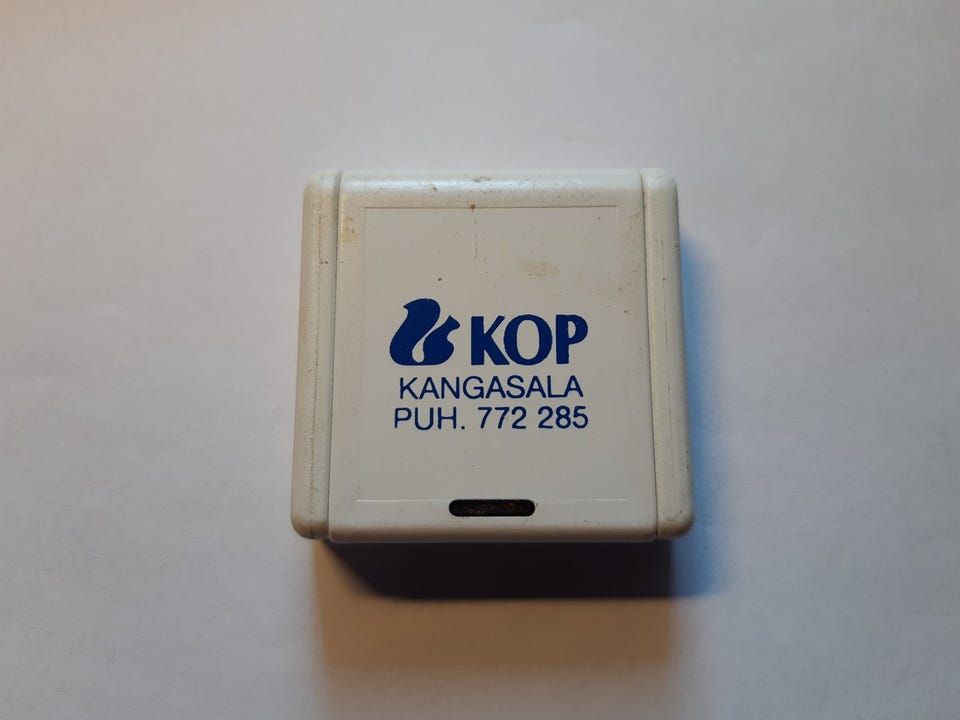 KOP
KANGASALA
PUH. 772 285